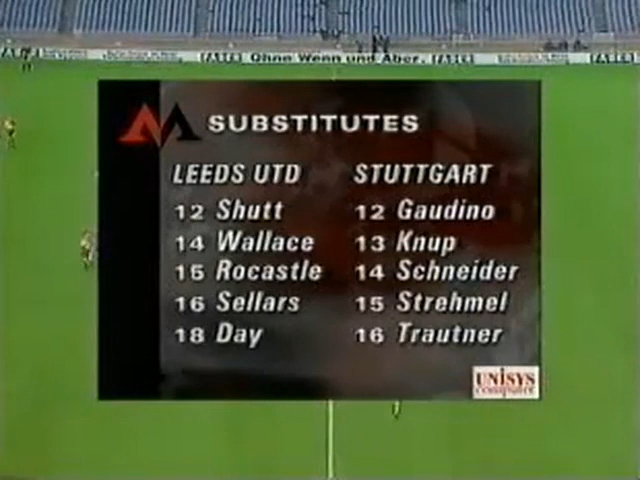 Ohne Wenn und Aber.
SUBSTITUTES
LEEDS UTD STUTTGART
12 Shutt 12 Gaudino
14 Wallace 13 Knup
15 Rocastle 14 Schneider
16 Sellars 15 Strehmel
18 Day 16 Trautner
UNISYS
computer